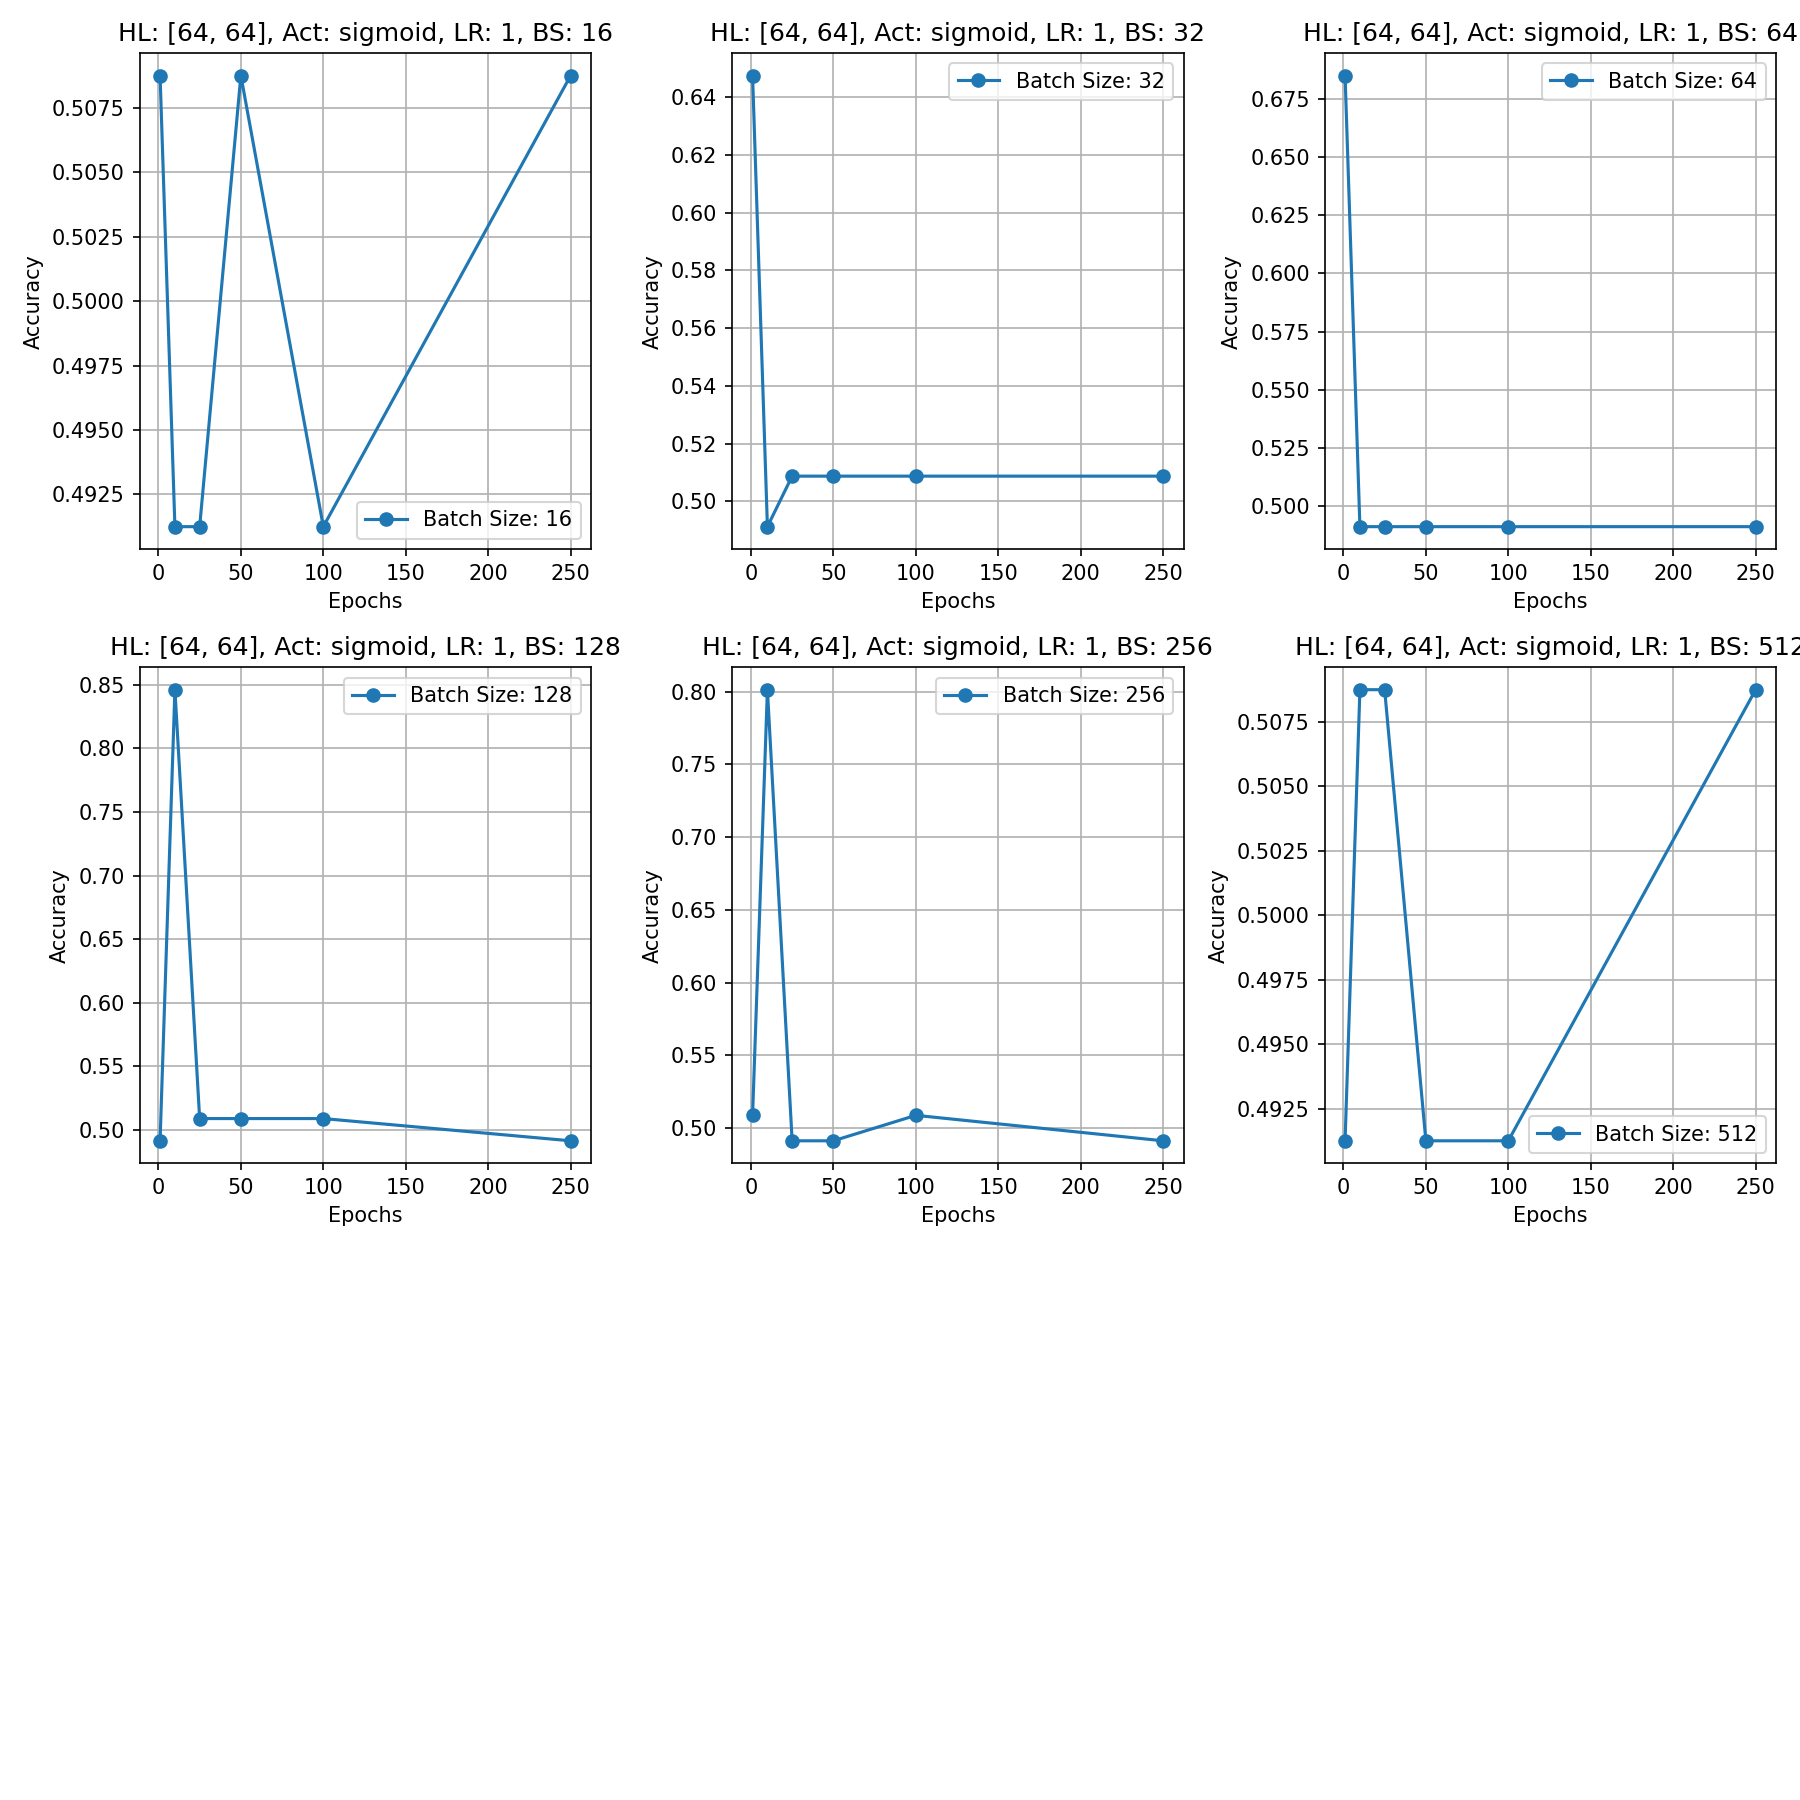 HL: [64, 64], Act: sigmoid, LR: 1, BS: 16
Accuracy
0.5075
0.5050
0.5025
0.5000
0.4975
0.4950
0.4925
Batch Size: 16
0 50 100 150 200 250
Epochs
HL: [64, 64], Act: sigmoid, LR: 1, BS: 32
Accuracy
0.64
0.62
0.60
0.58
0.56
0.54
0.52
0.50
Batch Size: 32
0 50 100 150 200 250
Epochs
HL: [64, 64], Act: sigmoid, LR: 1, BS: 64
Accuracy
0.675
0.650
0.625
0.600
0.575
0.550
0.525
0.500
Batch Size: 64
0 50 100 150 200 250
Epochs
HL: [64, 64], Act: sigmoid, LR: 1, BS: 128
Accuracy
0.85
0.80
0.75
0.70
0.65
0.60
0.55
0.50
Batch Size: 128
0 50 100 150 200 250
Epochs
HL: [64, 64], Act: sigmoid, LR: 1, BS: 256
Accuracy
0.80
0.75
0.70
0.65
0.60
0.55
0.50
Batch Size: 256
0 50 100 150 200 250
Epochs
HL: [64, 64], Act: sigmoid, LR: 1, BS: 512
Accuracy
0.5075
0.5050
0.5025
0.5000
0.4975
0.4950
0.4925
Batch Size: 512
0 50 100 150 200 250
Epochs